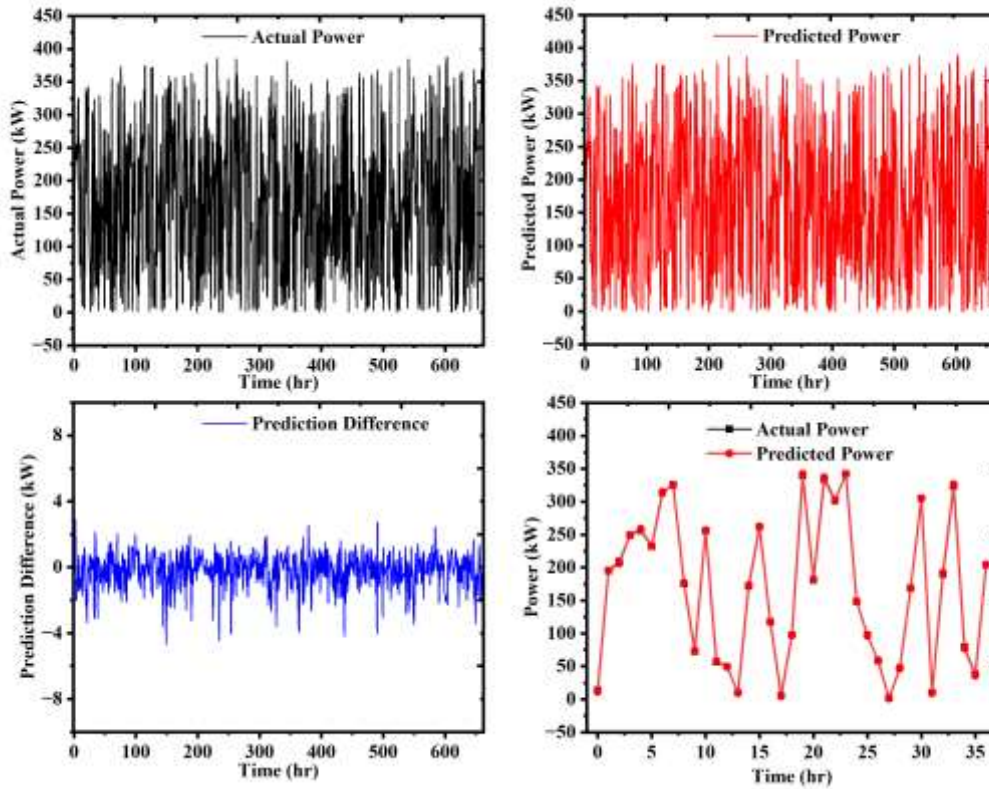 Actual Power
450
400
350
300
250
200
150
100
50
0
−50
Actual Power (kW)
0 100 200 300 400 500 600
Time (hr)
Predicted Power
450
400
350
300
250
200
150
100
50
0
−50
Predicted Power (kW)
0 100 200 300 400 500 600
Time (hr)
Prediction Difference
8
4
0
−4
−8
Prediction Difference (kW)
0 100 200 300 400 500 600
Time (hr)
Actual Power
Predicted Power
450
400
350
300
250
200
150
100
50
0
−50
Power (kW)
0 5 10 15 20 25 30 35
Time (hr)